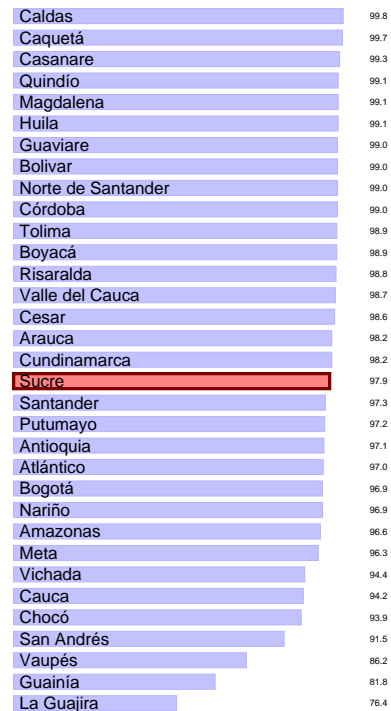 Caldas 99.8
Caquetá 99.7
Casanare 99.3
Quindío 99.1
Magdalena 99.1
Huila 99.1
Guaviare 99.0
Bolivar 99.0
Norte de Santander 99.0
Córdoba 99.0
Tolima 98.9
Boyacá 98.9
Risaralda 98.8
Valle del Cauca 98.7
Cesar 98.6
Arauca 98.2
Cundinamarca 98.2
Sucre 97.9
Santander 97.3
Putumayo 97.2
Antioquia 97.1
Atlántico 97.0
Bogotá 96.9
Nariño 96.9
Amazonas 96.6
Meta 96.3
Vichada 94.4
Cauca 94.2
Chocó 93.9
San Andrés 91.5
Vaupés 86.2
Guainía 81.8
La Guajira 76.4